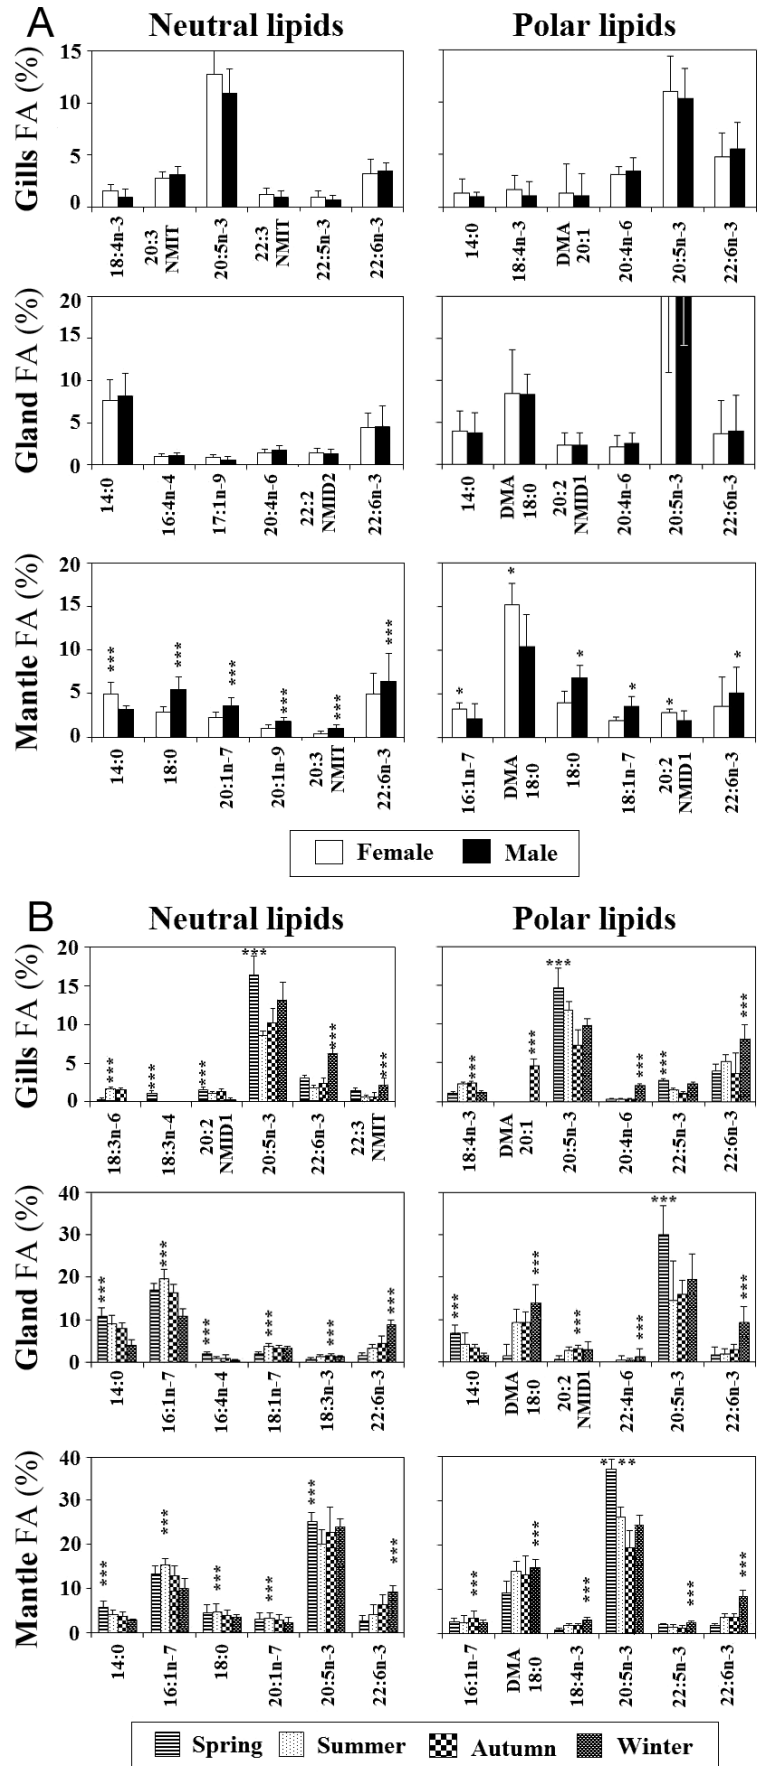 A
Neutral lipids
Polar lipids
Gills FA (%)
15
10
5
0
18:4n-3
20:3
NMIT
20:5n-3
22:3
NMIT
22:5n-3
22:6n-3
14:0
18:4n-3
DMA
20:1
20:4n-6
20:5n-3
22:6n-3
Gland FA (%)
20
10
5
0
14:0
16:4n-4
17:1n-9
20:4n-6
22:2
NMID2
22:6n-3
14:0
DMA
18:0
20:2
NMID1
20:4n-6
20:5n-3
22:6n-3
Mantle FA (%)
20
15
10
5
0
***
***
***
***
***
***
14:0
18:0
20:1n-7
20:1n-9
20:3
NMIT
22:6n-3
*
*
*
*
*
*
16:1n-7
DMA
18:0
18:0
18:1n-7
20:2
NMID1
22:6n-3
Female
Male
B
Neutral lipids
Polar lipids
Gills FA (%)
20
15
10
5
0
***
***
***
***
***
***
18:3n-6
18:3n-4
20:2
NMID1
20:5n-3
22:6n-3
22:3
NMIT
***
***
***
***
***
***
18:4n-3
DMA
20:1
20:5n-3
20:4n-6
22:5n-3
22:6n-3
Gland FA (%)
40
30
20
10
0
***
***
***
***
***
***
14:0
16:1n-7
16:4n-4
18:1n-7
18:3n-3
22:6n-3
***
***
***
***
***
***
14:0
DMA
18:0
20:2
NMID1
22:4n-6
20:5n-3
22:6n-3
Mantle FA (%)
40
30
20
10
0
***
***
***
***
***
***
14:0
16:1n-7
18:0
20:1n-7
20:5n-3
22:6n-3
***
***
***
* **
***
***
16:1n-7
DMA
18:0
18:4n-3
20:5n-3
22:5n-3
22:6n-3
Spring
Summer
Autumn
Winter